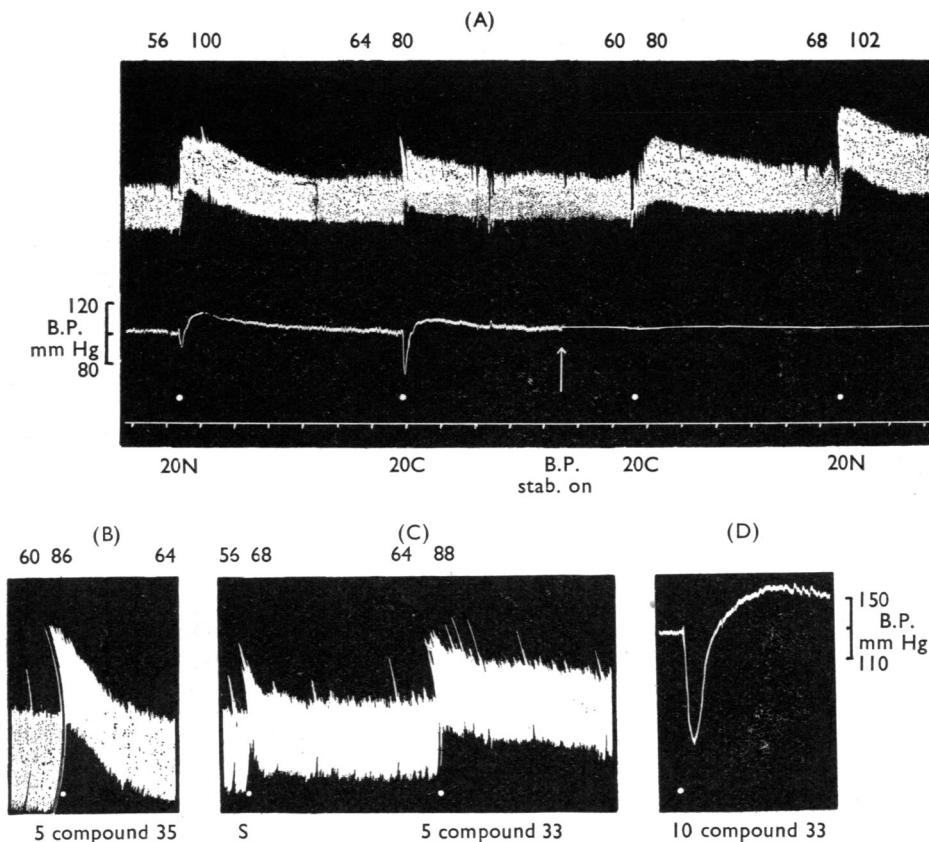 (A)
56 100 64 80 60 80 68 102
120
B.P.
mm Hg
80
20N 20C B.P. 20C 20N
stab. on
(B) (C) (D)
60 86 64 56 68 64 88
150
B.P.
mm Hg
110
5 compound 35 S 5 compound 33 10 compound 33